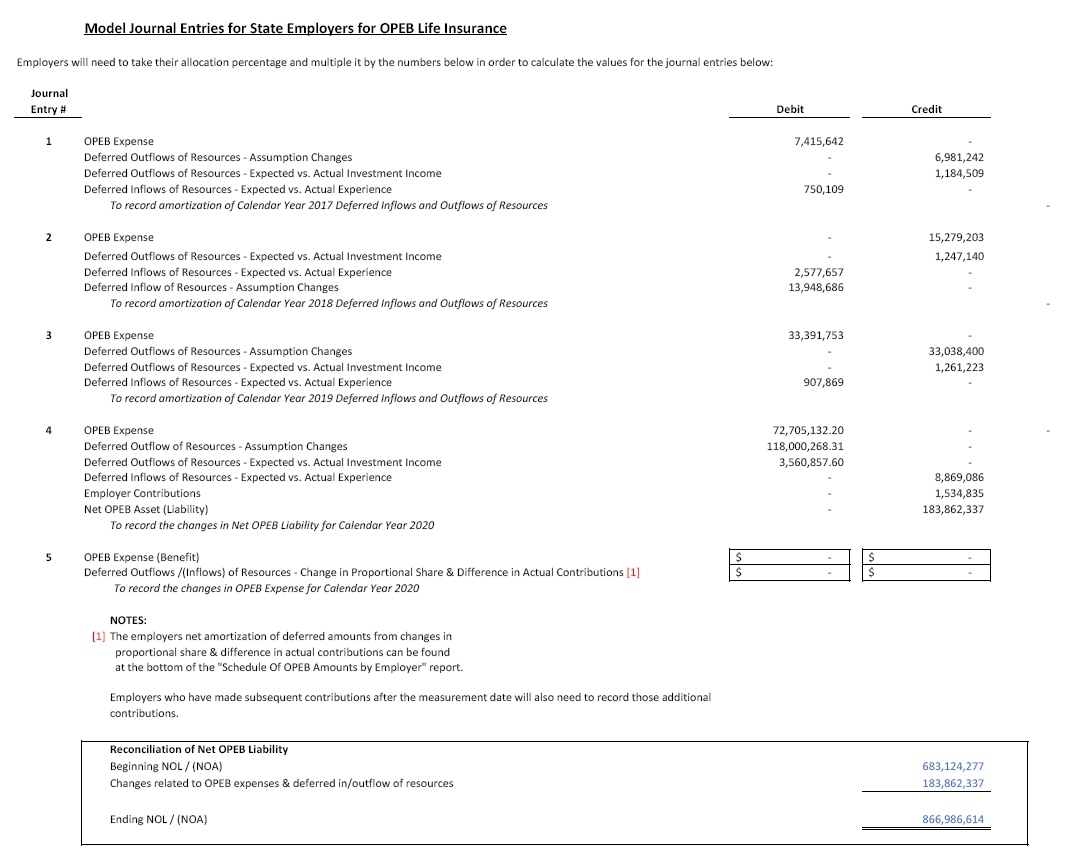 Model Journal Entries for State Employers for OPEB Life Insurance
Employers will need to take their allocation percentage and multiple it by the numbers below in order to calculate the values for the journal entries below:
Journal
Entry # Debit Credit
1 OPEB Expense 7,415,642 -
Deferred Outflows of Resources - Assumption Changes - 6,981,242
Deferred Outflows of Resources - Expected vs. Actual Investment Income - 1,184,509
Deferred Inflows of Resources - Expected vs. Actual Experience 750,109 -
To record amortization of Calendar Year 2017 Deferred Inflows and Outflows of Resources -
2 OPEB Expense - 15,279,203
Deferred Outflows of Resources - Expected vs. Actual Investment Income - 1,247,140
Deferred Inflows of Resources - Expected vs. Actual Experience 2,577,657 -
Deferred Inflow of Resources - Assumption Changes 13,948,686 -
To record amortization of Calendar Year 2018 Deferred Inflows and Outflows of Resources -
3 OPEB Expense 33,391,753 -
Deferred Outflows of Resources - Assumption Changes - 33,038,400
Deferred Outflows of Resources - Expected vs. Actual Investment Income - 1,261,223
Deferred Inflows of Resources - Expected vs. Actual Experience 907,869 -
To record amortization of Calendar Year 2019 Deferred Inflows and Outflows of Resources
4 OPEB Expense 72,705,132.20 - -
Deferred Outflow of Resources - Assumption Changes 118,000,268.31 -
Deferred Outflows of Resources - Expected vs. Actual Investment Income 3,560,857.60 -
Deferred Inflows of Resources - Expected vs. Actual Experience - 8,869,086
Employer Contributions - 1,534,835
Net OPEB Asset (Liability) - 183,862,337
To record the changes in Net OPEB Liability for Calendar Year 2020
5 OPEB Expense (Benefit) $ - $ -
Deferred Outflows /(Inflows) of Resources - Change in Proportional Share & Difference in Actual Contributions [1] $ - $ -
To record the changes in OPEB Expense for Calendar Year 2020
NOTES:
[1] The employers net amortization of deferred amounts from changes in
proportional share & difference in actual contributions can be found
at the bottom of the "Schedule Of OPEB Amounts by Employer" report.
Employers who have made subsequent contributions after the measurement date will also need to record those additional
contributions.
Reconciliation of Net OPEB Liability
Beginning NOL / (NOA) 683,124,277
Changes related to OPEB expenses & deferred in/outflow of resources 183,862,337
Ending NOL / (NOA) 866,986,614